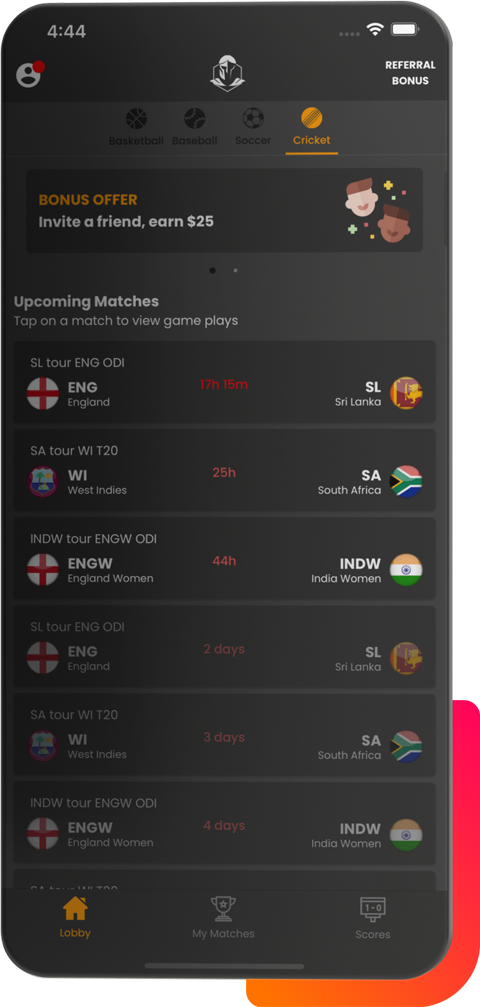 4:44
REFERRAL
BONUS
Basketball Baseball Soccer Cricket
BONUS OFFER
Invite a friend, earn $25
Upcoming Matches
Tap on a match to view game plays
SL tour ENG ODI
ENG 17h 15m SL
England Sri Lanka
SA tour WI T20
WI 25h SA
West Indies South Africa
INDW tour ENGW ODI
ENGW 44h INDW
England Women India Women
SL tour ENG ODI
ENG 2 days SL
England Sri Lanka
SA tour WI T20
WI 3 days SA
West Indies South Africa
INDW tour ENGW ODI
ENGW 4 days INDW
England Women India Women
SA tour WI T20
1-0
Lobby My Matches Scores